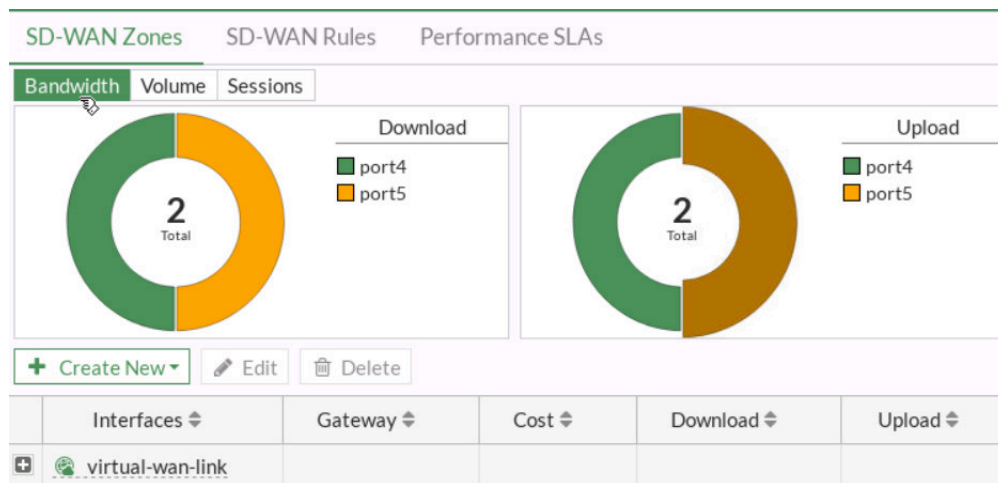 SD-WAN Zones SD-WAN Rules Performance SLAs
Bandwidth Volume Sessions
Download
port4
port5
2
Total
Upload
port4
port5
2
Total
+ Create New Edit Delete
Interfaces Gateway Cost Download Upload
virtual-wan-link